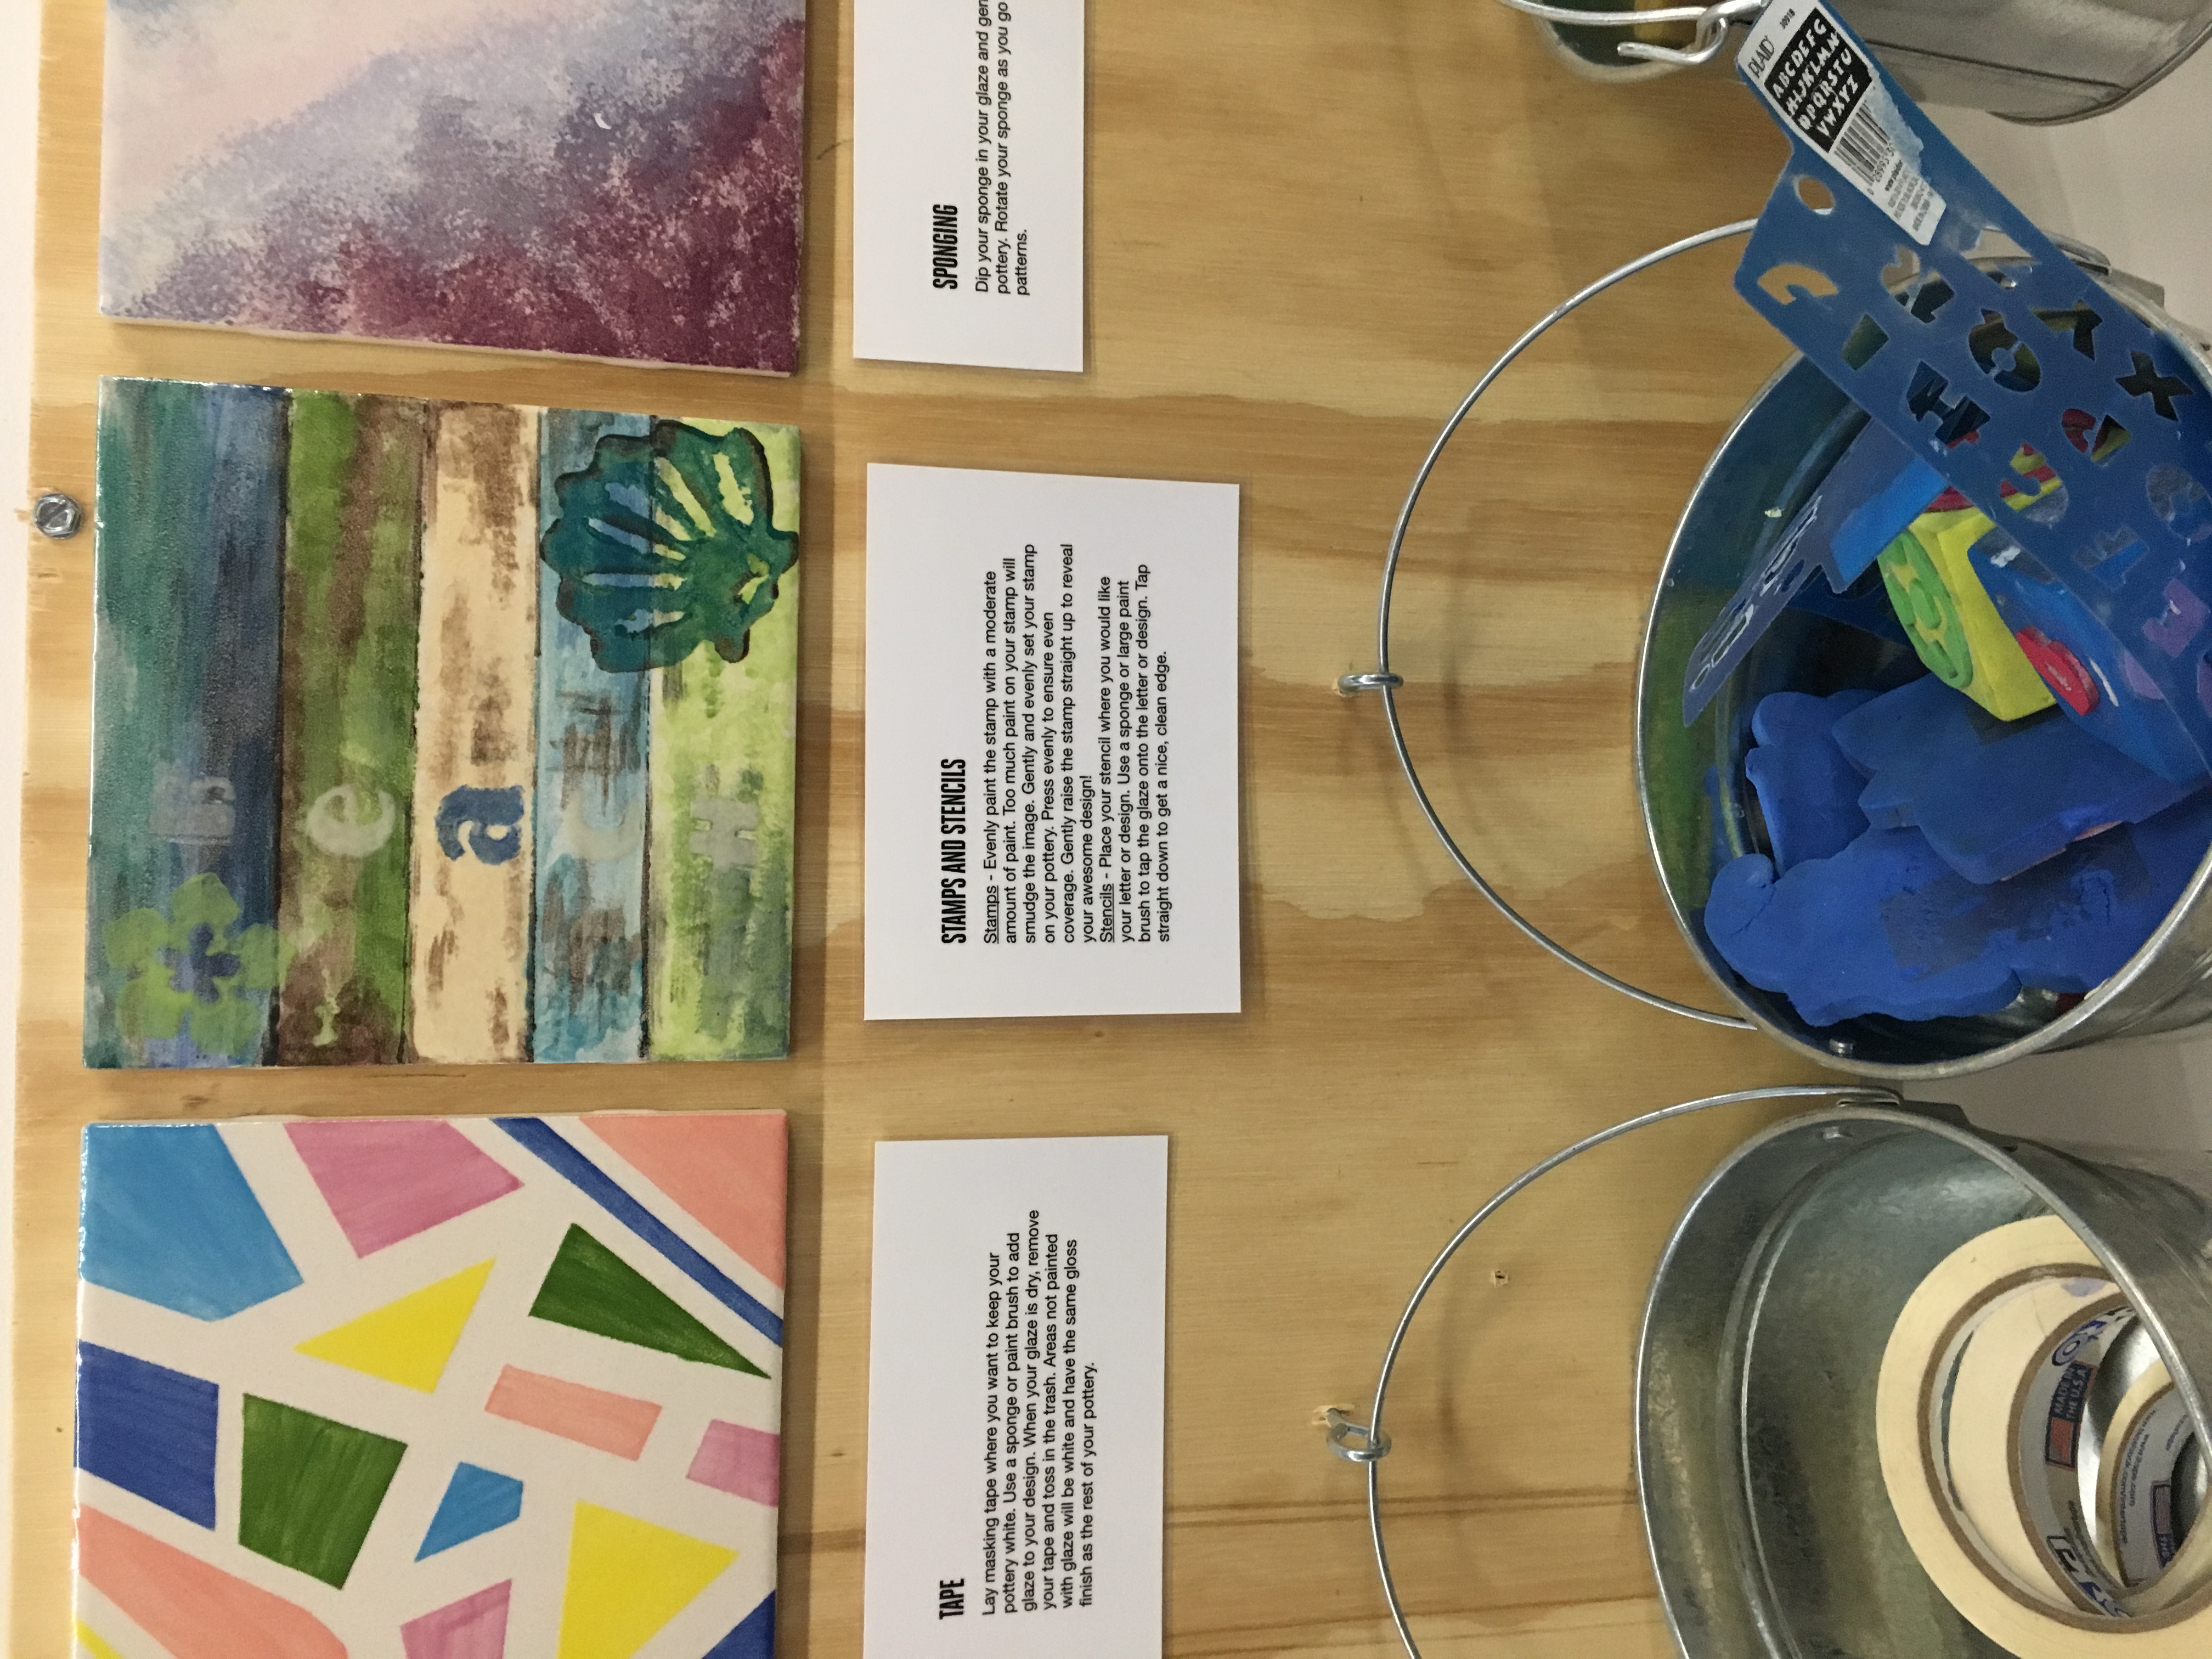 b
e
a
c
H
TAPE
Lay masking tape where you want to keep your
pottery white. Use a sponge or paint brush to add
glaze to your design. When your glaze is dry, remove
your tape and toss in the trash. Areas not painted
with glaze will be white and have the same gloss
finish as the rest of your pottery.
STAMPS AND STENCILS
Stamps - Evenly paint the stamp with a moderate
amount of paint. Too much paint on your stamp will
smudge the image. Gently and evenly set your stamp
on your pottery. Press evenly to ensure even
coverage. Gently raise the stamp straight up to reveal
your awesome design!
Stencils - Place your stencil where you would like
your letter or design. Use a sponge or large paint
brush to tap the glaze onto the letter or design. Tap
straight down to get a nice, clean edge.
SPONGING
Dip your sponge in your glaze and
pottery. Rotate your sponge as you go
patterns.
PLAID
ABCDEFG
HIJKLMN
OPQRSTU
VWXYZ
MADE IN
THE U.S.A.